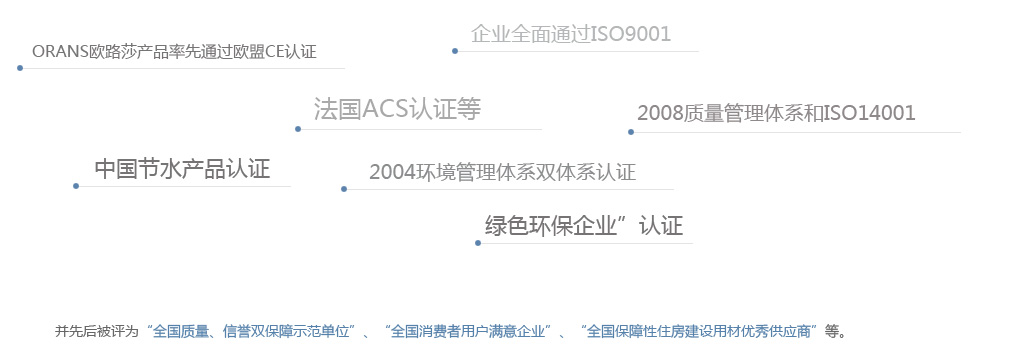 企业全面通过ISO9001
ORANS欧路莎产品率先通过欧盟CE认证
法国ACS认证等
2008质量管理体系和ISO14001
中国节水产品认证
2004环境管理体系双体系认证
绿色环保企业”认证
并先后被评为“全国质量、信誉双保障示范单位”、“全国消费者用户满意企业”、“全国保障性住房建设用材优秀供应商”等。